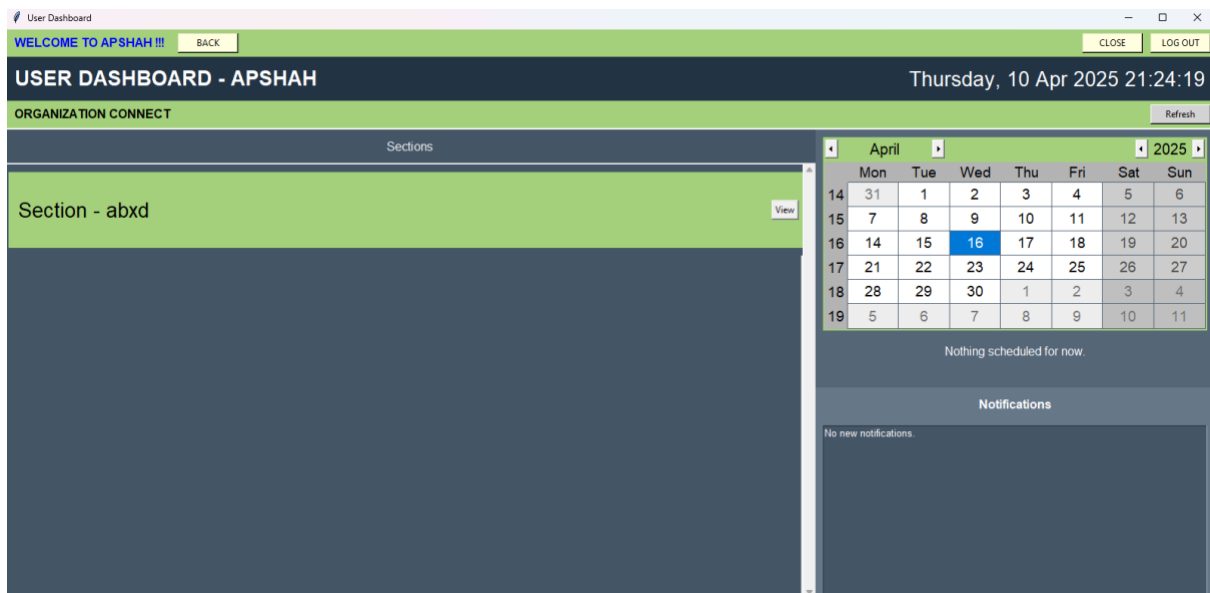 User Dashboard
WELCOME TO APSHAH !!! BACK CLOSE LOG OUT
USER DASHBOARD - APSHAH Thursday, 10 Apr 2025 21:24:19
ORGANIZATION CONNECT Refresh
Sections
Section - abxd View
April 2025
Mon Tue Wed Thu Fri Sat Sun
14 31 1 2 3 4 5 6
15 7 8 9 10 11 12 13
16 14 15 16 17 18 19 20
17 21 22 23 24 25 26 27
18 28 29 30 1 2 3 4
19 5 6 7 8 9 10 11
Nothing scheduled for now.
Notifications
No new notifications.